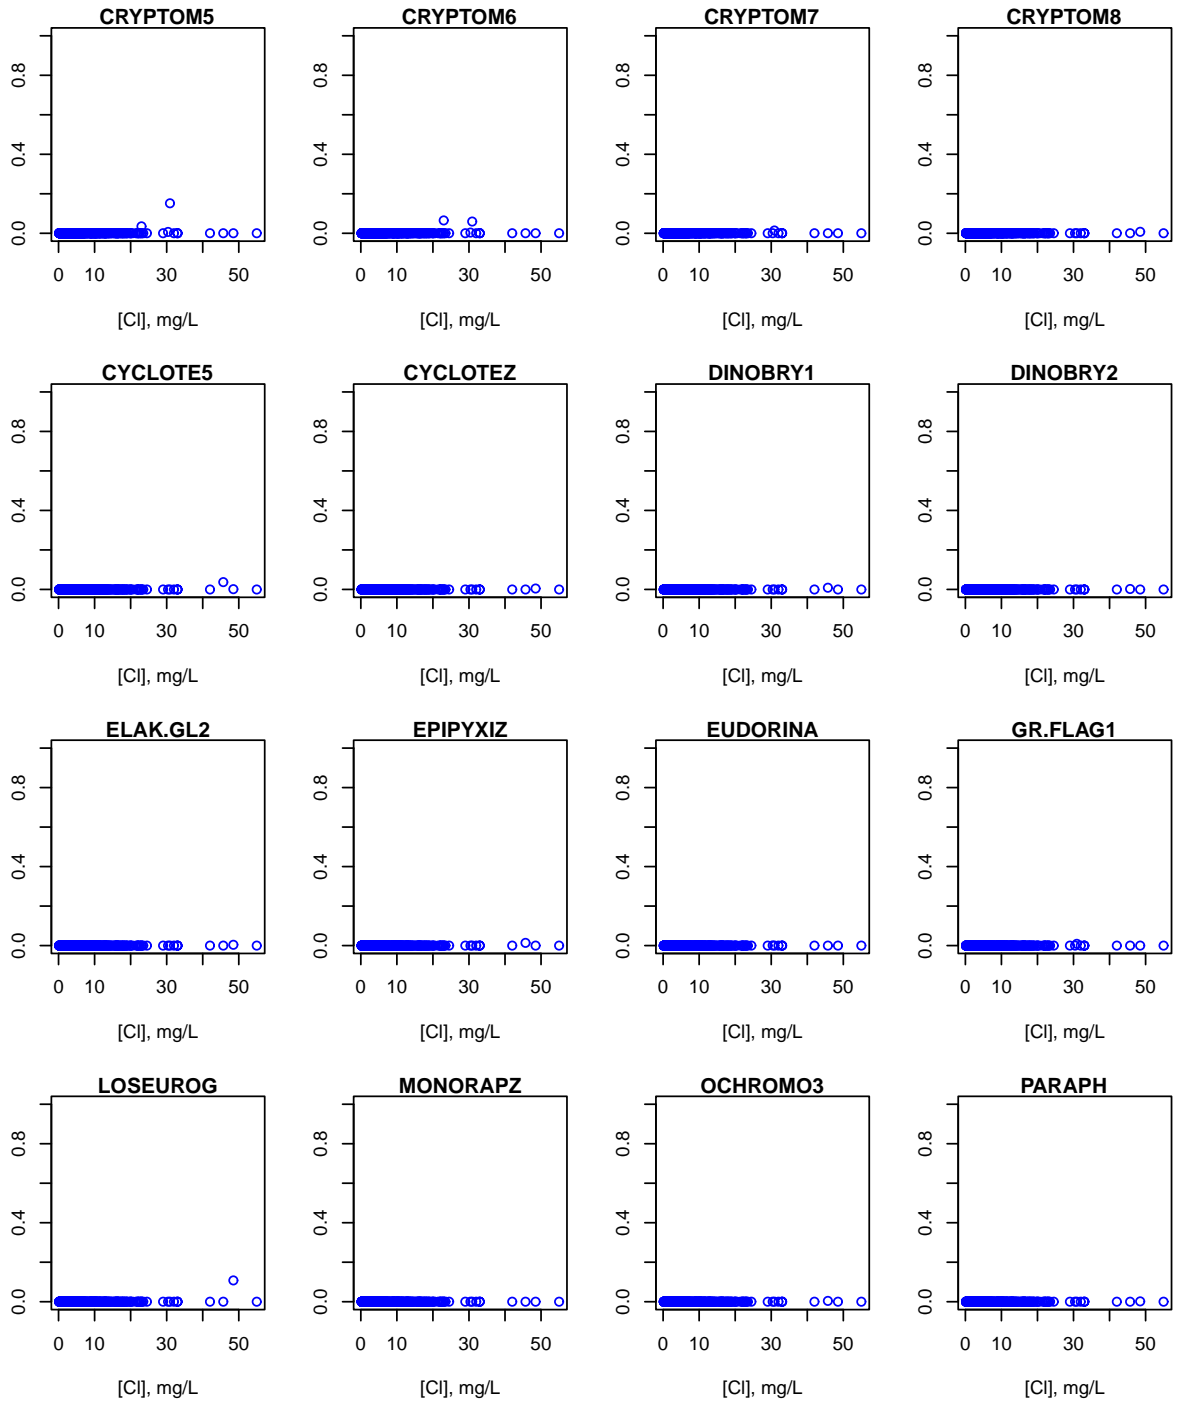 CRYPTOM5 CRYPTOM6 CRYPTOM7 CRYPTOM8
0.8 0.8 0.8 0.8
0.4 0.4 0.4 0.4
0.0 0.0 0.0 0.0
0 10 30 50 0 10 30 50 0 10 30 50 0 10 30 50
[Cl], mg/L [Cl], mg/L [Cl], mg/L [Cl], mg/L
CYCLOTE5 CYCLOTEZ DINOBRY1 DINOBRY2
0.8 0.8 0.8 0.8
0.4 0.4 0.4 0.4
0.0 0.0 0.0 0.0
0 10 30 50 0 10 30 50 0 10 30 50 0 10 30 50
[Cl], mg/L [Cl], mg/L [Cl], mg/L [Cl], mg/L
ELAK.GL2 EPIPYXIZ EUDORINA GR.FLAG1
0.8 0.8 0.8 0.8
0.4 0.4 0.4 0.4
0.0 0.0 0.0 0.0
0 10 30 50 0 10 30 50 0 10 30 50 0 10 30 50
[Cl], mg/L [Cl], mg/L [Cl], mg/L [Cl], mg/L
LOSEUROG MONORAPZ OCHROMO3 PARAPH
0.8 0.8 0.8 0.8
0.4 0.4 0.4 0.4
0.0 0.0 0.0 0.0
0 10 30 50 0 10 30 50 0 10 30 50 0 10 30 50
[Cl], mg/L [Cl], mg/L [Cl], mg/L [Cl], mg/L